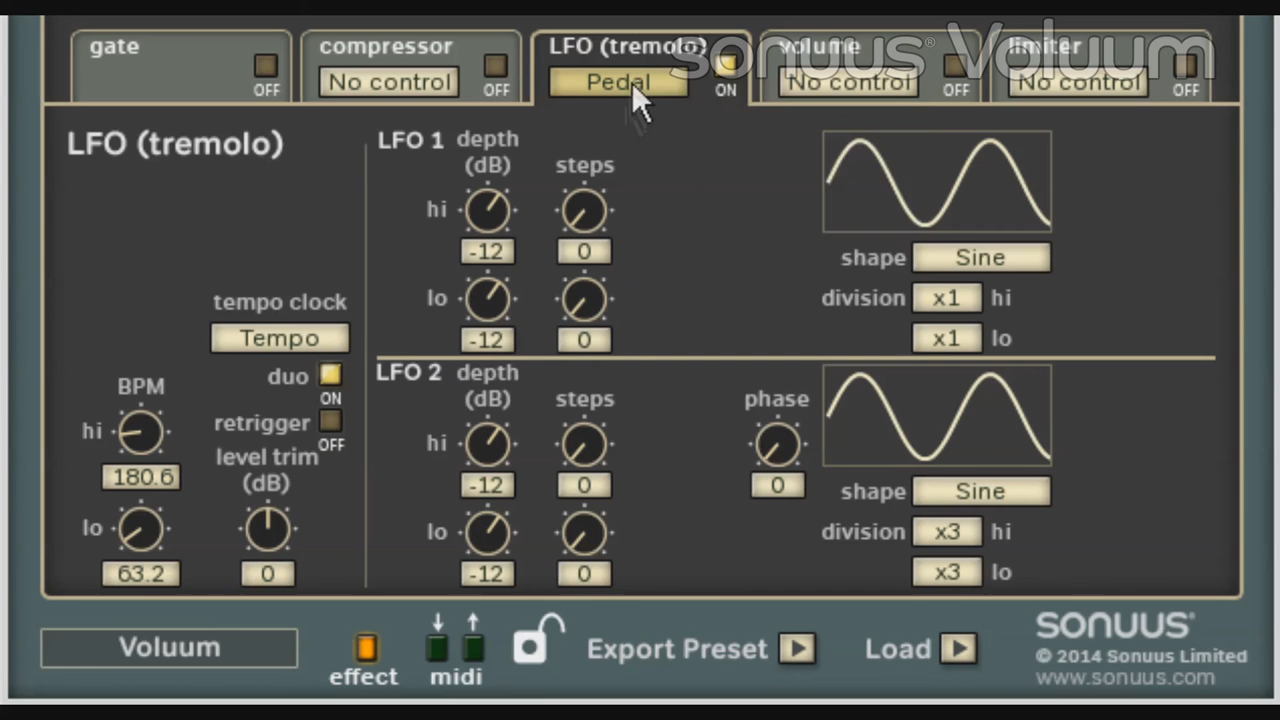 sonuus® Voluum
gate
OFF
compressor
No control
OFF
LFO (tremolo)
Pedal
ON
volume
No control
OFF
limiter
No control
OFF
LFO (tremolo)
tempo clock
Tempo
duo
ON
retrigger
OFF
BPM
hi
180.6
lo
63.2
level trim
(dB)
0
LFO 1
depth
(dB)
steps
hi
-12
0
lo
-12
0
shape
Sine
division
x1
hi
x1
lo
LFO 2
depth
(dB)
steps
phase
hi
-12
0
0
lo
-12
0
shape
Sine
division
x3
hi
x3
lo
Voluum
effect
midi
Export Preset
Load
sonuus®
© 2014 Sonuus Limited
www.sonuus.com